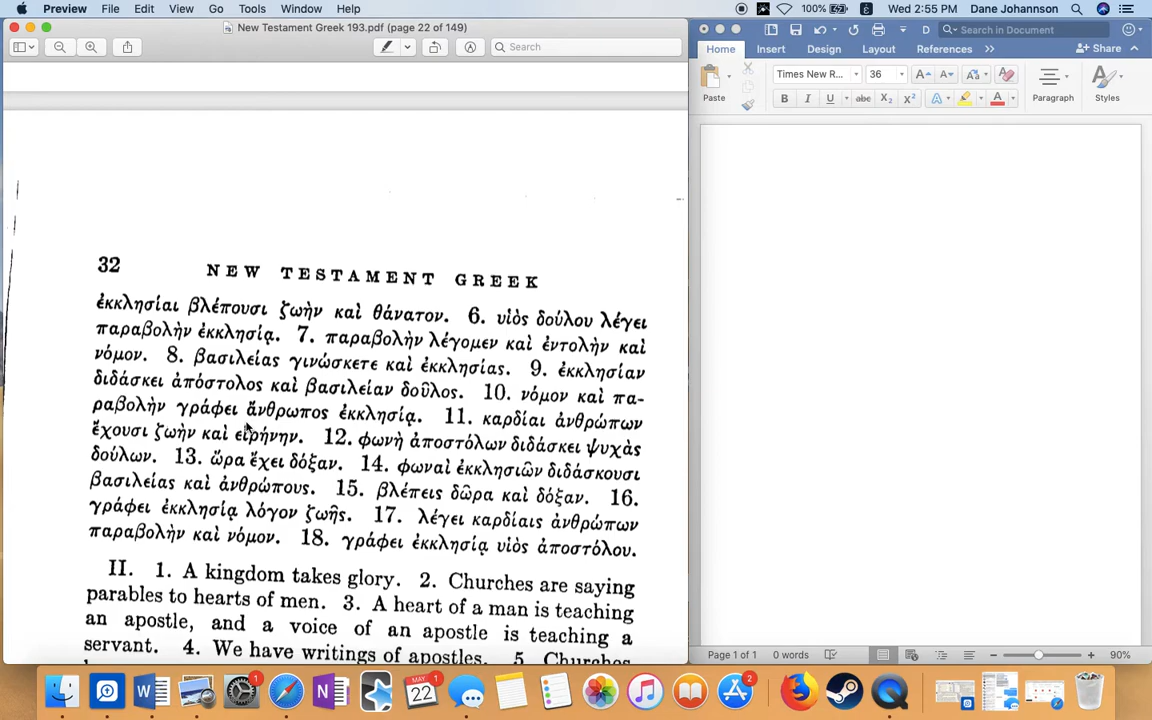 Preview File Edit View Go Tools Window Help 100% Wed 2:55 PM Dane Johannson
New Testament Greek 193.pdf (page 22 of 149)
Search
Search in Document
Home Insert Design Layout References Share
Times New R... 36
Paste
B I U abc X₂ X² A A
Paragraph Styles
32 NEW TESTAMENT GREEK
ἐκκλησίαι βλέπουσι ζωὴν καὶ θάνατον. 6. υἱὸς δούλου λέγει
παραβολὴν ἐκκλησίᾳ. 7. παραβολὴν λέγομεν καὶ ἐντολὴν καὶ
νόμον. 8. βασιλείας γινώσκετε καὶ ἐκκλησίας. 9. ἐκκλησίαν
διδάσκει ἀπόστολος καὶ βασιλείαν δοῦλος. 10. νόμον καὶ πα-
ραβολὴν γράφει ἄνθρωπος ἐκκλησίᾳ. 11. καρδίαι ἀνθρώπων
ἔχουσι ζωὴν καὶ εἰρήνην. 12. φωνὴ ἀποστόλων διδάσκει ψυχὰς
δούλων. 13. ὥρα ἔχει δόξαν. 14. φωναὶ ἐκκλησιῶν διδάσκουσι
βασιλείας καὶ ἀνθρώπους. 15. βλέπεις δῶρα καὶ δόξαν. 16.
γράφει ἐκκλησίᾳ λόγον ζωῆς. 17. λέγει καρδίαις ἀνθρώπων
παραβολὴν καὶ νόμον. 18. γράφει ἐκκλησίᾳ υἱὸς ἀποστόλου.
II. 1. A kingdom takes glory. 2. Churches are saying
parables to hearts of men. 3. A heart of a man is teaching
an apostle, and a voice of an apostle is teaching a
servant. 4. We have writings of apostles. 5. Churches
Page 1 of 1 0 words 90%
MAY 22